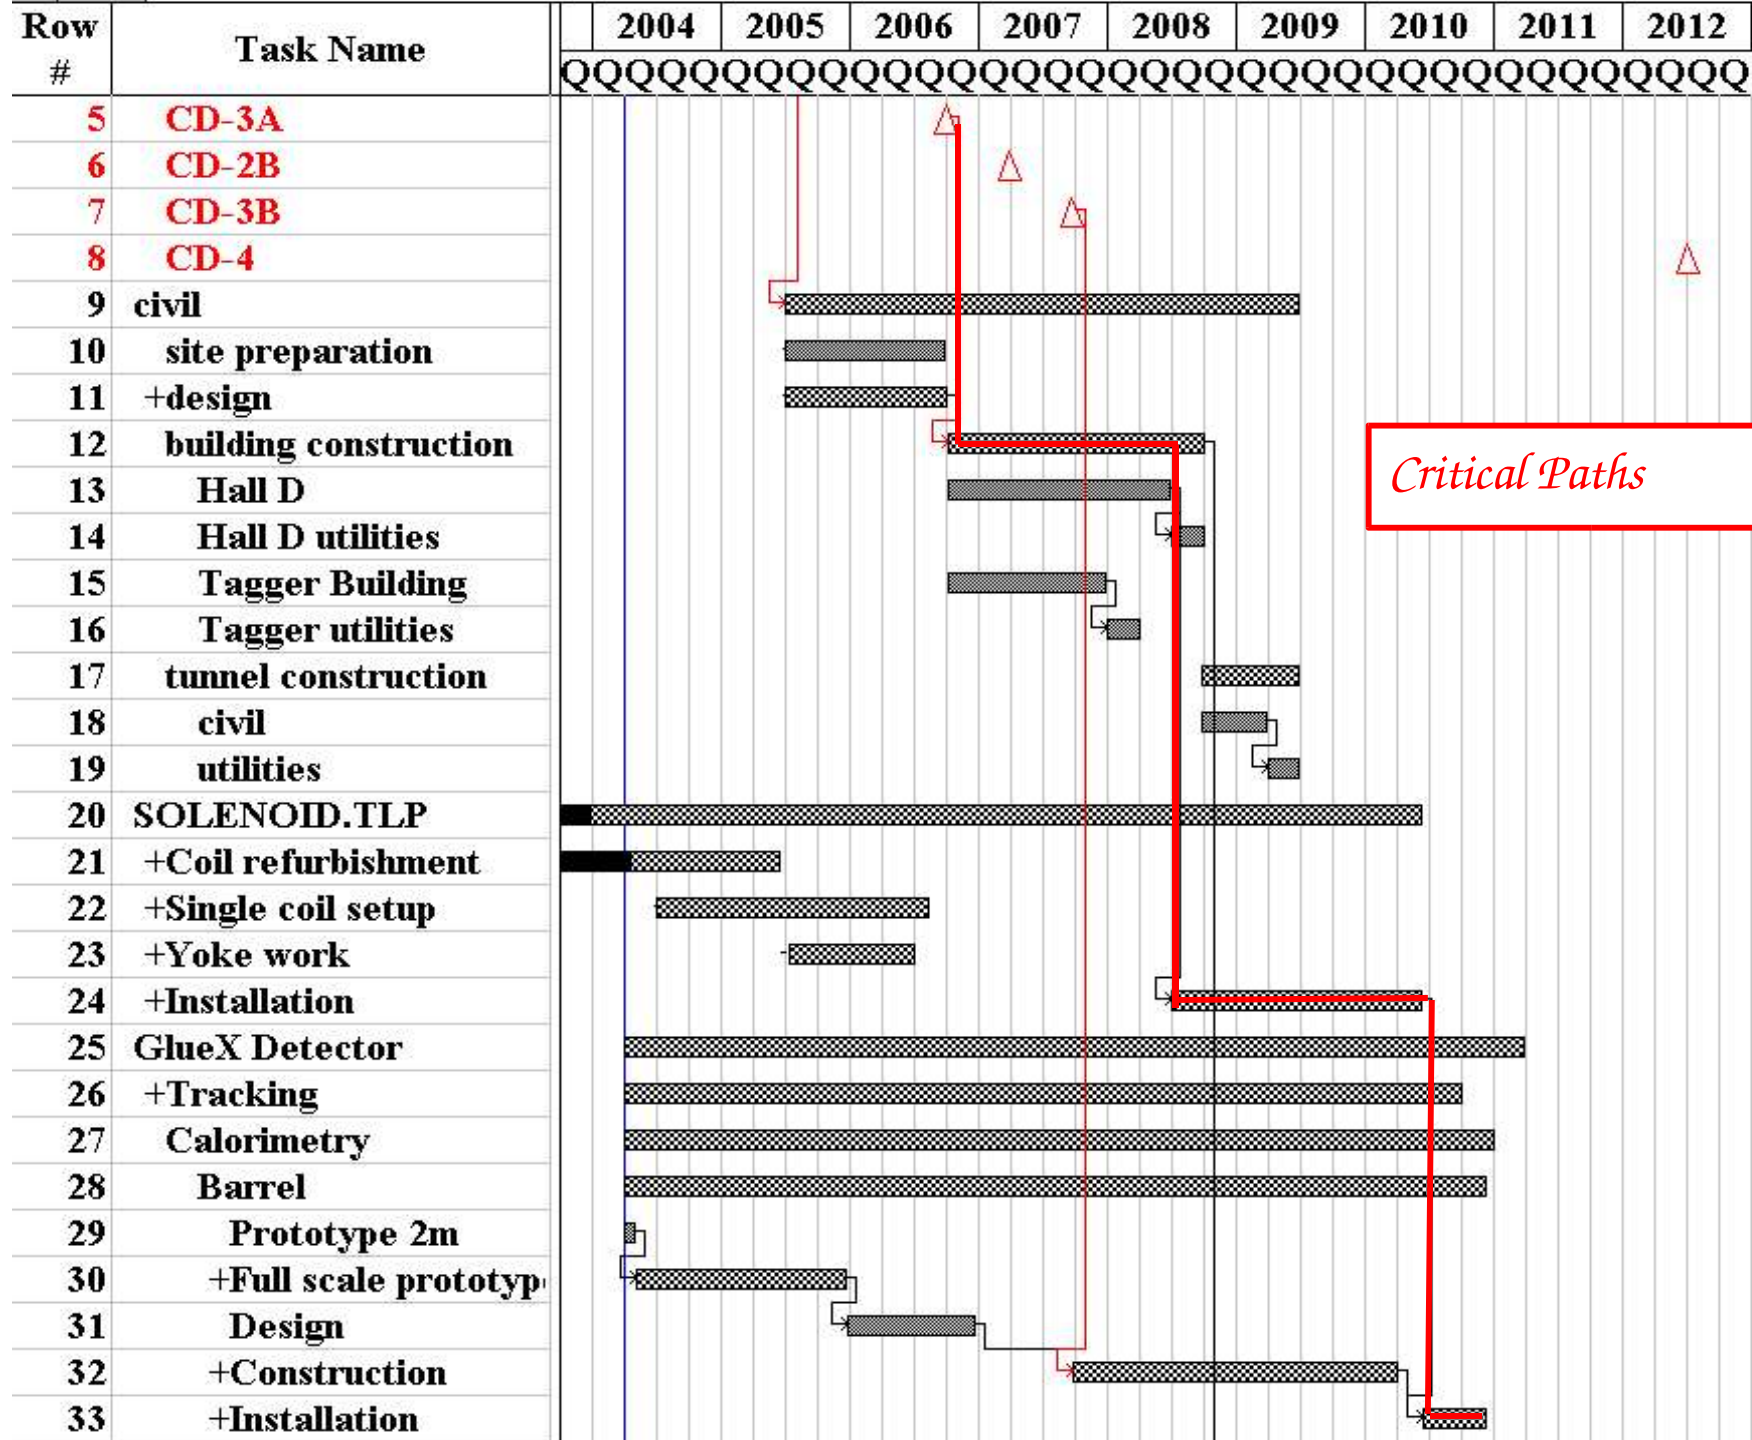 Row # Task Name 2004 2005 2006 2007 2008 2009 2010 2011 2012
QQQQQQQQQQQQQQQQQQQQQQQQQQQQQQQQQQQQQ
5 CD-3A
6 CD-2B
7 CD-3B
8 CD-4
9 civil
10 site preparation
11 +design
12 building construction
Critical Paths
13 Hall D
14 Hall D utilities
15 Tagger Building
16 Tagger utilities
17 tunnel construction
18 civil
19 utilities
20 SOLENOID.TLP
21 +Coil refurbishment
22 +Single coil setup
23 +Yoke work
24 +Installation
25 GlueX Detector
26 +Tracking
27 Calorimetry
28 Barrel
29 Prototype 2m
30 +Full scale prototyp
31 Design
32 +Construction
33 +Installation